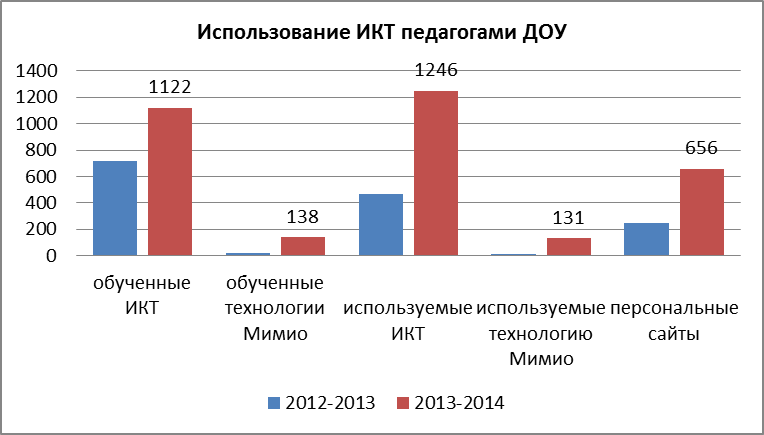 Использование ИКТ педагогами ДОУ
1400
1200
1000
800
600
400
200
0
1122
138
1246
131
656
обученные
ИКТ
обученные
технологии
Мимио
используемые
ИКТ
используемые
технологию
Мимио
персональные
сайты
2012-2013
2013-2014